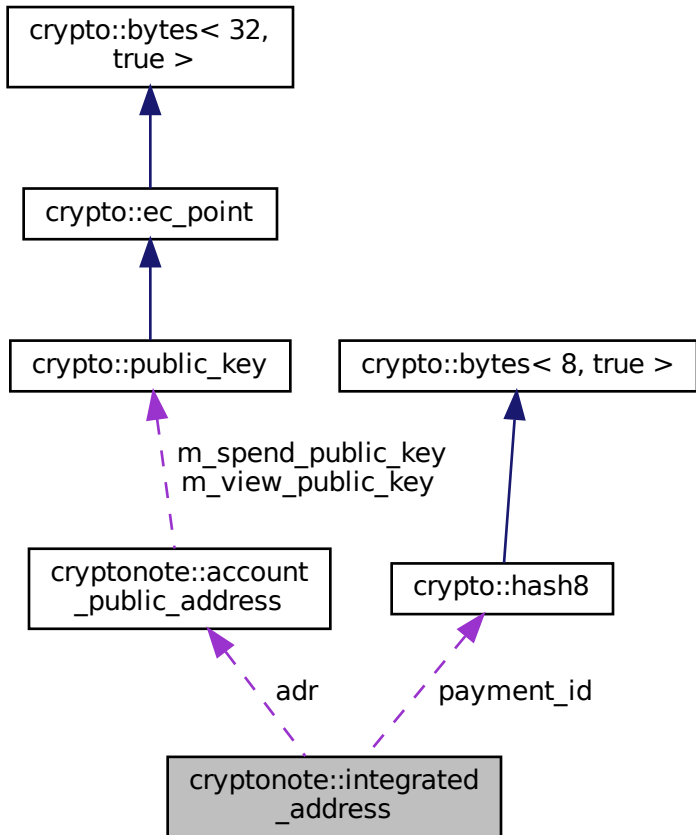 crypto::bytes< 32,
true >
crypto::ec_point
crypto::public_key
crypto::bytes< 8, true >
m_spend_public_key
m_view_public_key
cryptonote::account
_public_address
crypto::hash8
adr
payment_id
cryptonote::integrated
_address